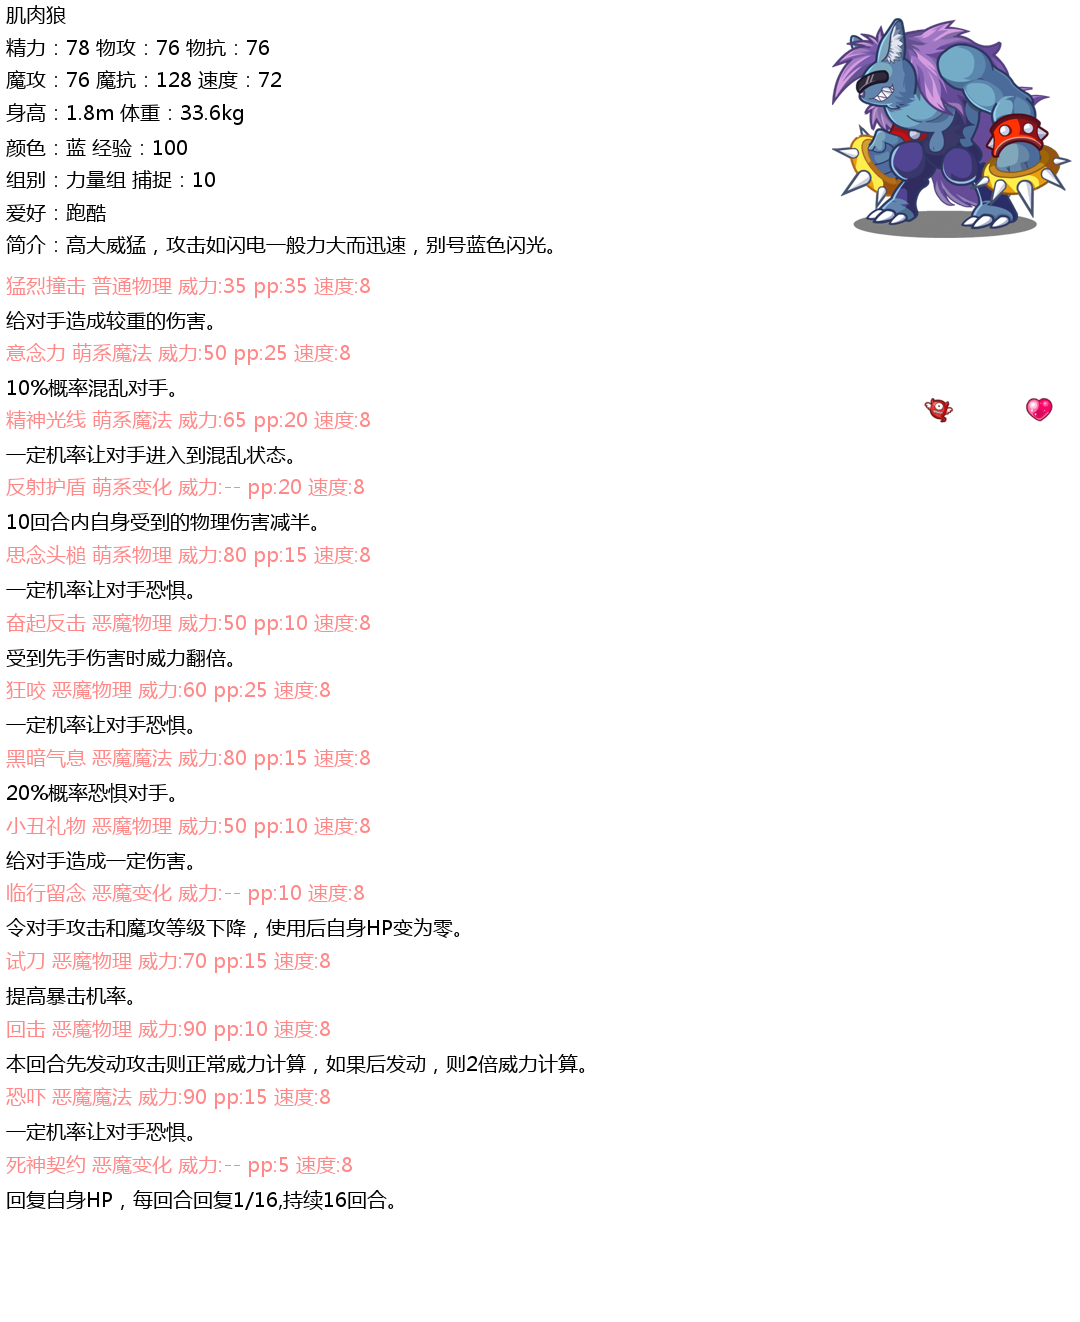 肌肉狼
精力：78 物攻：76 物抗：76
魔攻：76 魔抗：128 速度：72
身高：1.8m 体重：33.6kg
颜色：蓝 经验：100
组别：力量组 捕捉：10
爱好：跑酷
简介：高大威猛，攻击如闪电一般力大而迅速，别号蓝色闪光。
猛烈撞击 普通物理 威力:35 pp:35 速度:8
给对手造成较重的伤害。
意念力 萌系魔法 威力:50 pp:25 速度:8
10%概率混乱对手。
精神光线 萌系魔法 威力:65 pp:20 速度:8
一定机率让对手进入到混乱状态。
反射护盾 萌系变化 威力:-- pp:20 速度:8
10回合内自身受到的物理伤害减半。
思念头槌 萌系物理 威力:80 pp:15 速度:8
一定机率让对手恐惧。
奋起反击 恶魔物理 威力:50 pp:10 速度:8
受到先手伤害时威力翻倍。
狂咬 恶魔物理 威力:60 pp:25 速度:8
一定机率让对手恐惧。
黑暗气息 恶魔魔法 威力:80 pp:15 速度:8
20%概率恐惧对手。
小丑礼物 恶魔物理 威力:50 pp:10 速度:8
给对手造成一定伤害。
临行留念 恶魔变化 威力:-- pp:10 速度:8
令对手攻击和魔攻等级下降，使用后自身HP变为零。
试刀 恶魔物理 威力:70 pp:15 速度:8
提高暴击机率。
回击 恶魔物理 威力:90 pp:10 速度:8
本回合先发动攻击则正常威力计算，如果后发动，则2倍威力计算。
恐吓 恶魔魔法 威力:90 pp:15 速度:8
一定机率让对手恐惧。
死神契约 恶魔变化 威力:-- pp:5 速度:8
回复自身HP，每回合回复1/16,持续16回合。